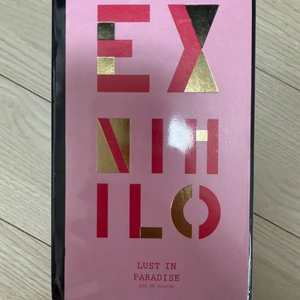 EX
NIH
ILO
LUST IN
PARADISE
EAU DE PARFUM